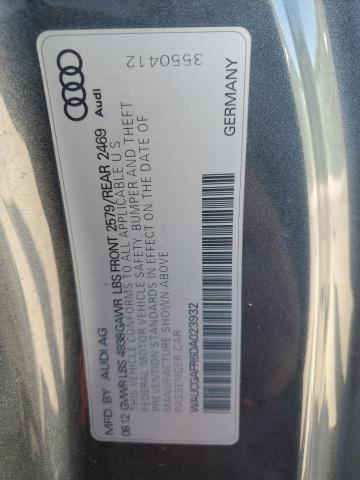 Audi
3550412
MFD BY AUDI AG
GERMANY
08 12 GVWR LBS 4938 GAWR LBS FRONT 2579/REAR 2469
THIS VEHICLE CONFORMS TO ALL APPLICABLE U S
FEDERAL MOTOR VEHICLE SAFETY, BUMPER AND THEFT
PREVENTION STANDARDS IN EFFECT ON THE DATE OF
MANUFACTURE SHOWN ABOVE
PASSENGER CAR
WAUCGAFR6DA023932